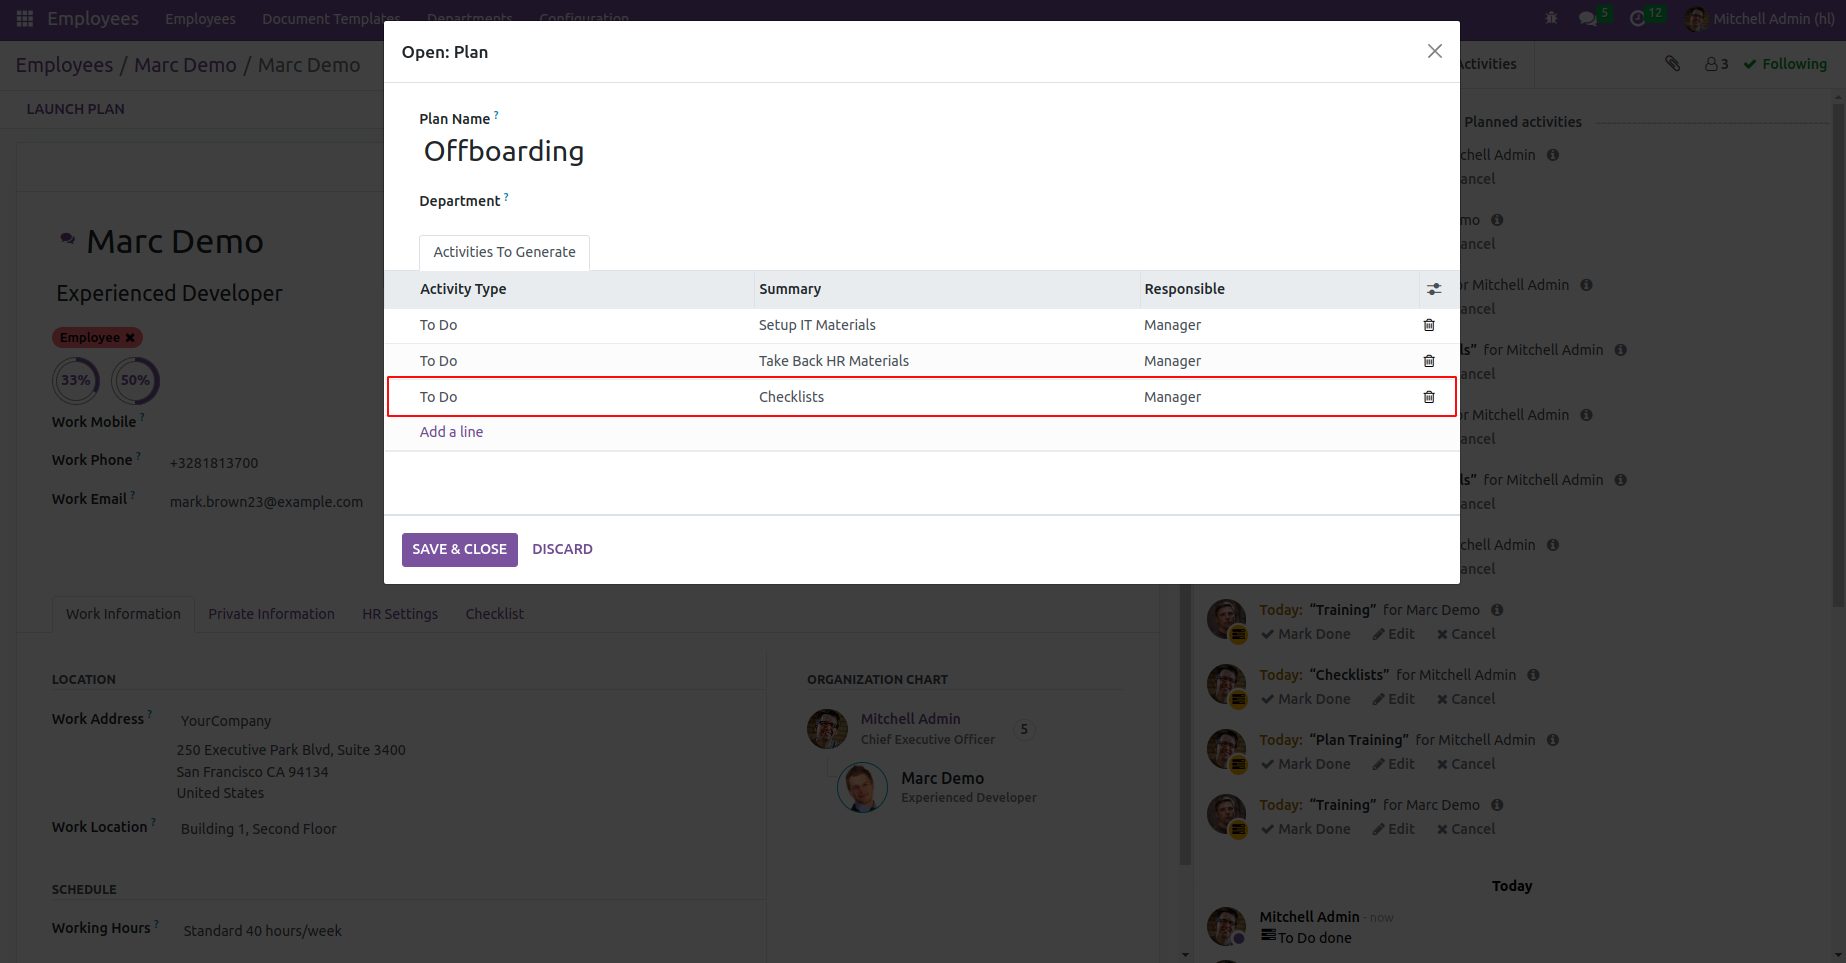 Employees Employees Document Templates Departments Configuration 5 12 Mitchell Admin (hl)
Employees / Marc Demo / Marc Demo
Activities 3 Following
LAUNCH PLAN
Open: Plan
Plan Name ?
Offboarding
Department ?
Activities To Generate
Activity Type Summary Responsible
To Do Setup IT Materials Manager
To Do Take Back HR Materials Manager
To Do Checklists Manager
Add a line
SAVE & CLOSE DISCARD
Marc Demo
Experienced Developer
Employee
33% 50%
Work Mobile ?
Work Phone ? +3281813700
Work Email ? mark.brown23@example.com
Work Information Private Information HR Settings Checklist
LOCATION
Work Address ? YourCompany
250 Executive Park Blvd, Suite 3400
San Francisco CA 94134
United States
Work Location ? Building 1, Second Floor
SCHEDULE
Working Hours ? Standard 40 hours/week
ORGANIZATION CHART
Mitchell Admin 5
Chief Executive Officer
Marc Demo
Experienced Developer
Planned activities
chell Admin
ancel
mo
ancel
or Mitchell Admin
ancel
ls” for Mitchell Admin
ancel
or Mitchell Admin
ancel
ls” for Mitchell Admin
ancel
chell Admin
ancel
Today: “Training” for Marc Demo
Mark Done Edit Cancel
Today: “Checklists” for Mitchell Admin
Mark Done Edit Cancel
Today: “Plan Training” for Mitchell Admin
Mark Done Edit Cancel
Today: “Training” for Marc Demo
Mark Done Edit Cancel
Today
Mitchell Admin - now
To Do done